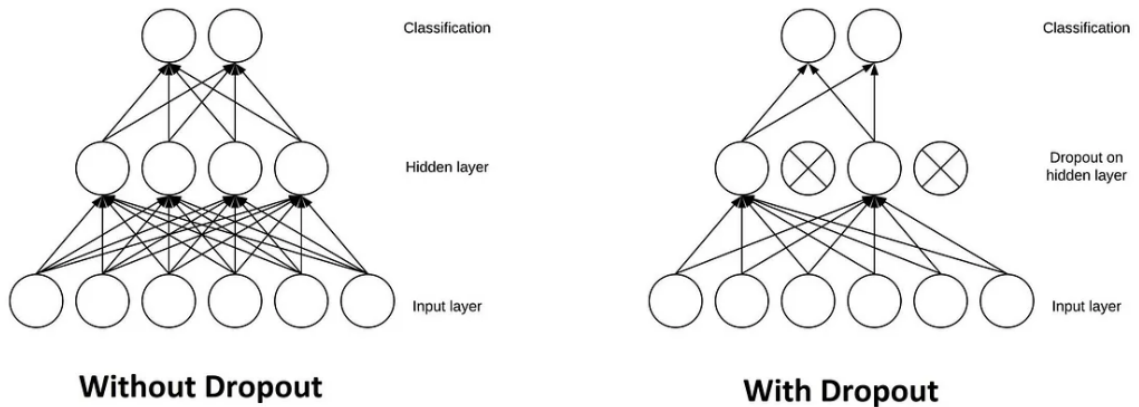 Classification
Hidden layer
Input layer
Without Dropout
Classification
Dropout on
hidden layer
Input layer
With Dropout